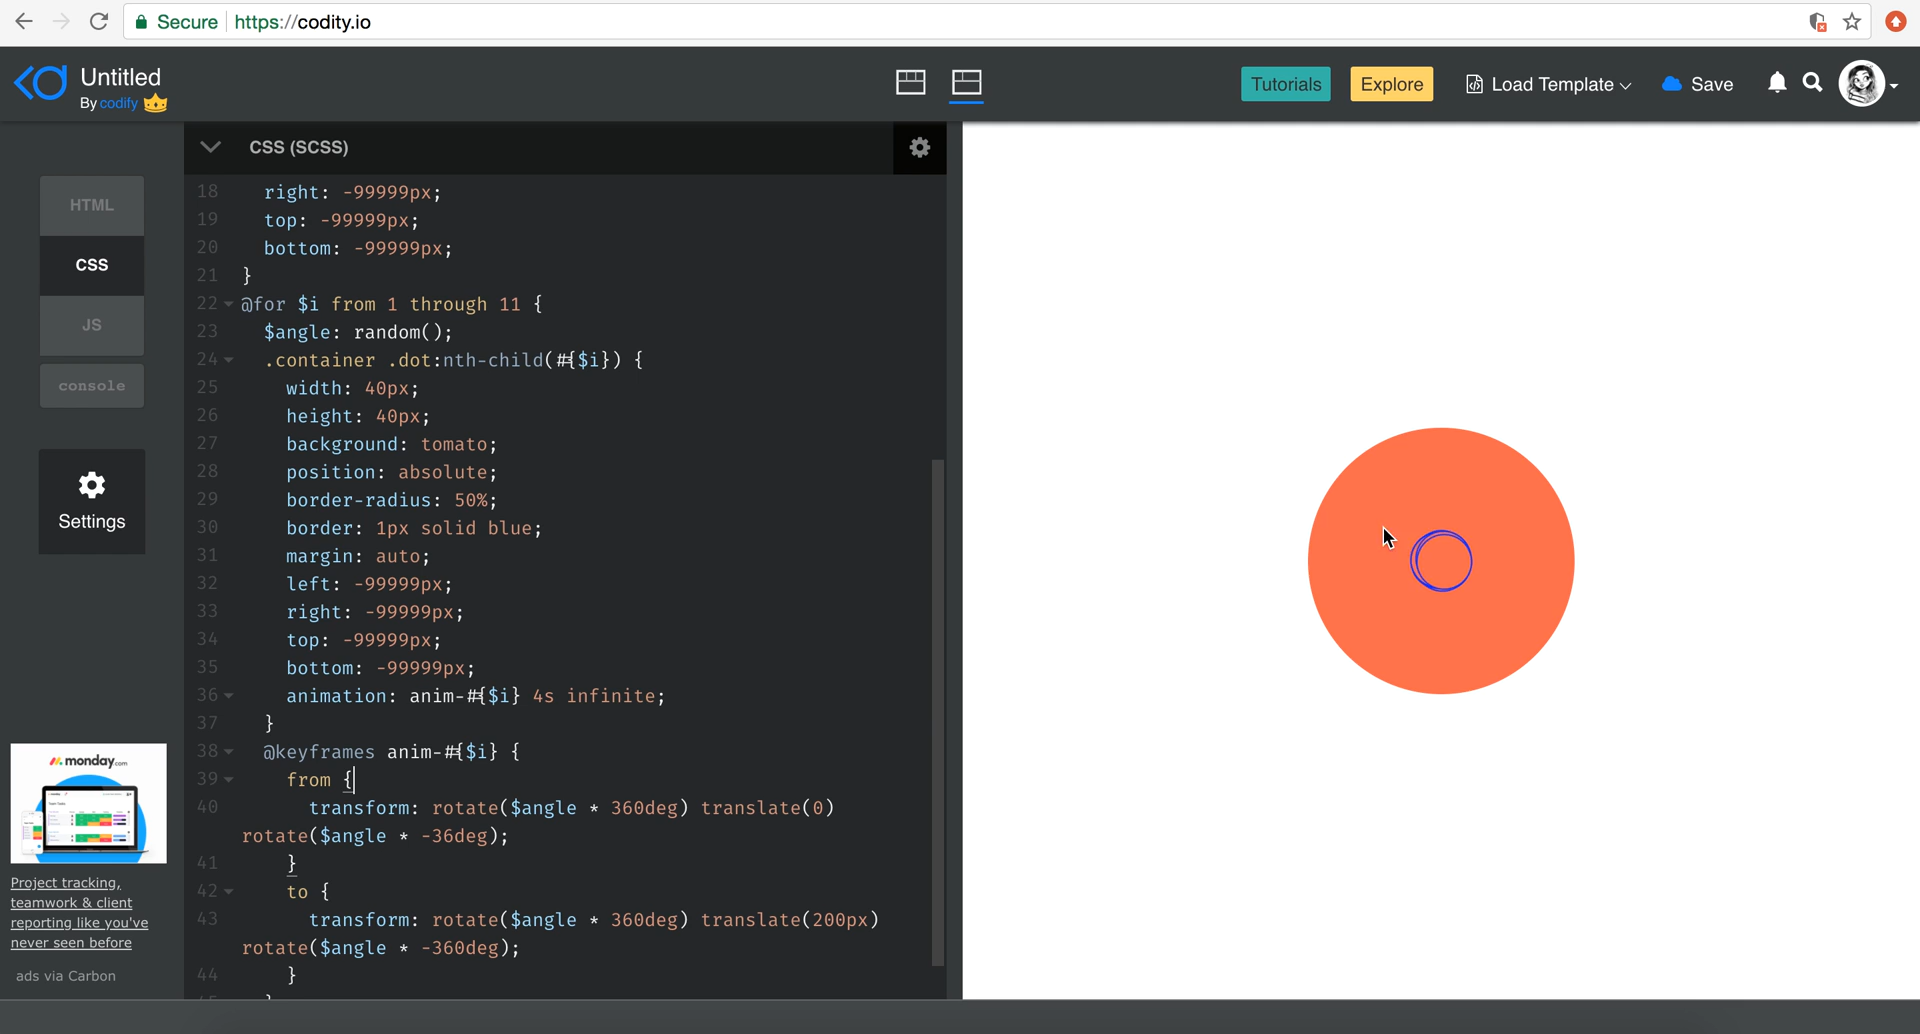 Secure https://codity.io
Untitled
By codify
Tutorials
Explore
Load Template
Save
HTML
CSS
JS
console
Settings
CSS (SCSS)
18 right: -99999px;
19 top: -99999px;
20 bottom: -99999px;
21 }
22 @for $i from 1 through 11 {
23 $angle: random();
24 .container .dot:nth-child(#{$i}) {
25 width: 40px;
26 height: 40px;
27 background: tomato;
28 position: absolute;
29 border-radius: 50%;
30 border: 1px solid blue;
31 margin: auto;
32 left: -99999px;
33 right: -99999px;
34 top: -99999px;
35 bottom: -99999px;
36 animation: anim-#{$i} 4s infinite;
37 }
38 @keyframes anim-#{$i} {
39 from {
40 transform: rotate($angle * 360deg) translate(0)
rotate($angle * -36deg);
41 }
42 to {
43 transform: rotate($angle * 360deg) translate(200px)
rotate($angle * -360deg);
44 }
monday.com
Project tracking,
teamwork & client
reporting like you've
never seen before
ads via Carbon